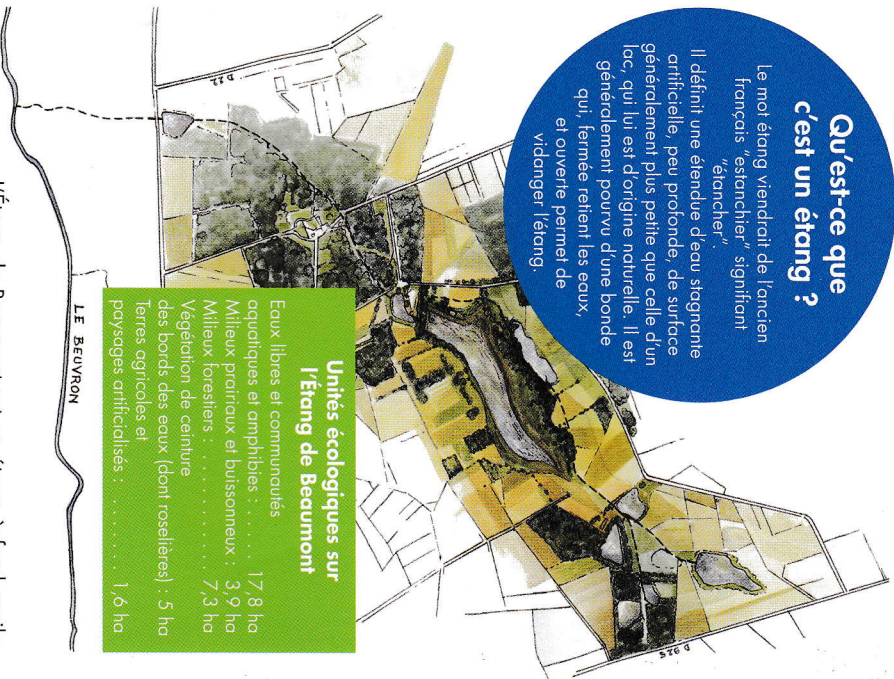 Qu'est-ce que
c'est un étang ?
Le mot étang viendrait de l'ancien
français "estanchier" signifiant
"étancher".
Il définit une étendue d'eau stagnante
artificielle, peu profonde, de surface
généralement plus petite que celle d'un
lac, qui lui est d'origine naturelle. Il est
généralement pourvu d'une bonde
qui, fermée retient les eaux,
et ouverte permet de
vidanger l'étang.
D 22
D 925
Unités écologiques sur
l'Étang de Beaumont
Eaux libres et communautés
aquatiques et amphibies : . . . . . 17,8 ha
Milieux prairiaux et buissonneux : 3,9 ha
Milieux forestiers : . . . . . . . . . . 7,3 ha
Végétation de ceinture
des bords des eaux (dont roselières) : 5 ha
Terres agricoles et
paysages artificialisés : . . . . . . . . 1,6 ha
LE BEUVRON